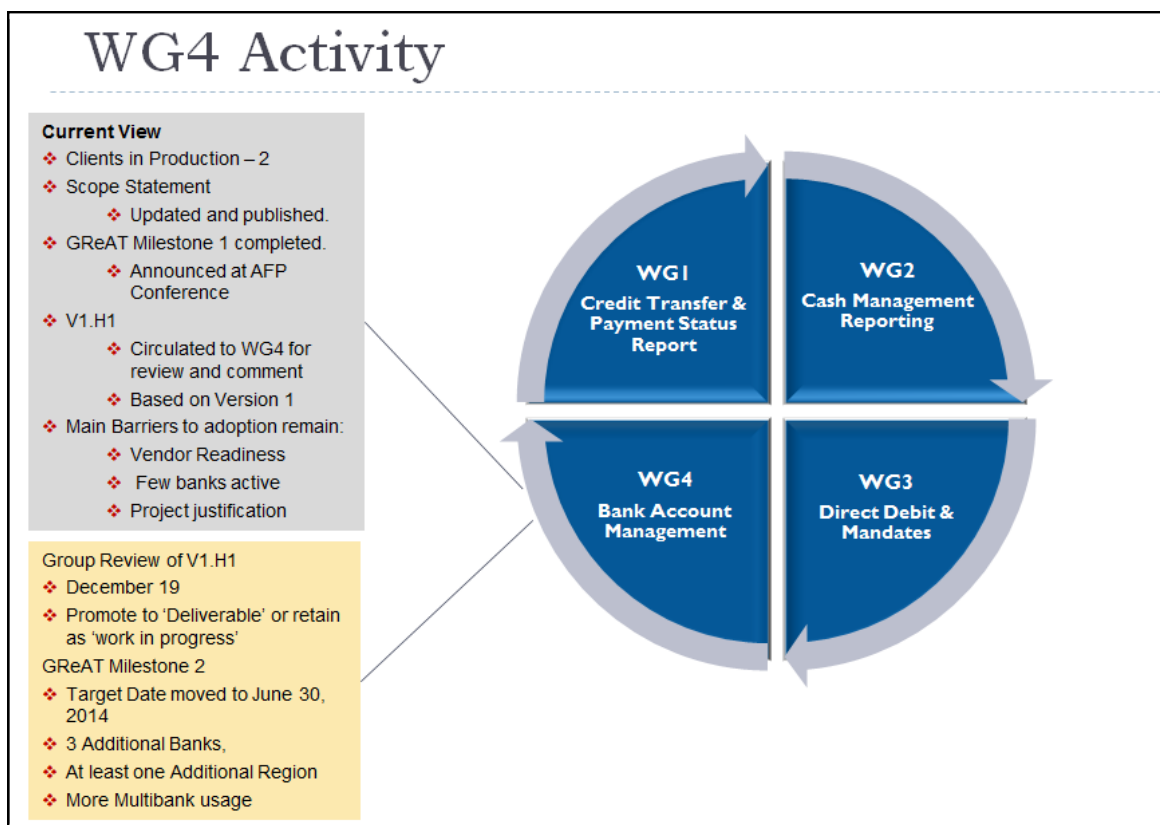 WG4 Activity
Current View
❖ Clients in Production – 2
❖ Scope Statement
❖ Updated and published.
❖ GReAT Milestone 1 completed.
❖ Announced at AFP
Conference
❖ V1.H1
❖ Circulated to WG4 for
review and comment
❖ Based on Version 1
❖ Main Barriers to adoption remain:
❖ Vendor Readiness
❖ Few banks active
❖ Project justification
Group Review of V1.H1
❖ December 19
❖ Promote to ‘Deliverable’ or retain
as ‘work in progress’
GReAT Milestone 2
❖ Target Date moved to June 30,
2014
❖ 3 Additional Banks,
❖ At least one Additional Region
❖ More Multibank usage
WG1
Credit Transfer &
Payment Status
Report
WG2
Cash Management
Reporting
WG4
Bank Account
Management
WG3
Direct Debit &
Mandates